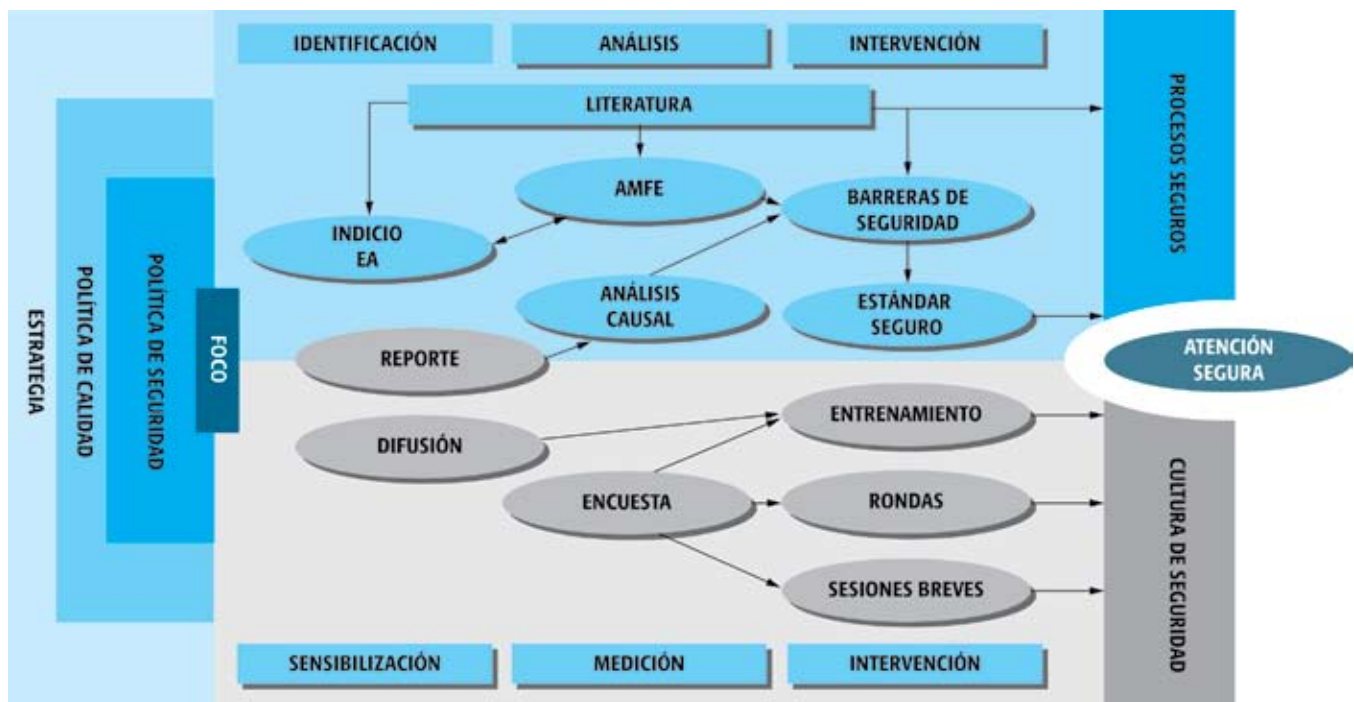 IDENTIFICACIÓN
ANÁLISIS
INTERVENCIÓN
LITERATURA
AMFE
BARRERAS DE
SEGURIDAD
INDICIO
EA
ANÁLISIS
CAUSAL
ESTÁNDAR
SEGURO
REPORTE
DIFUSIÓN
ENTRENAMIENTO
ENCUESTA
RONDAS
SESIONES BREVES
SENSIBILIZACIÓN
MEDICIÓN
INTERVENCIÓN
ESTRATEGIA
POLÍTICA DE CALIDAD
POLÍTICA DE SEGURIDAD
FOCO
PROCESOS SEGUROS
ATENCIÓN
SEGURA
CULTURA DE SEGURIDAD